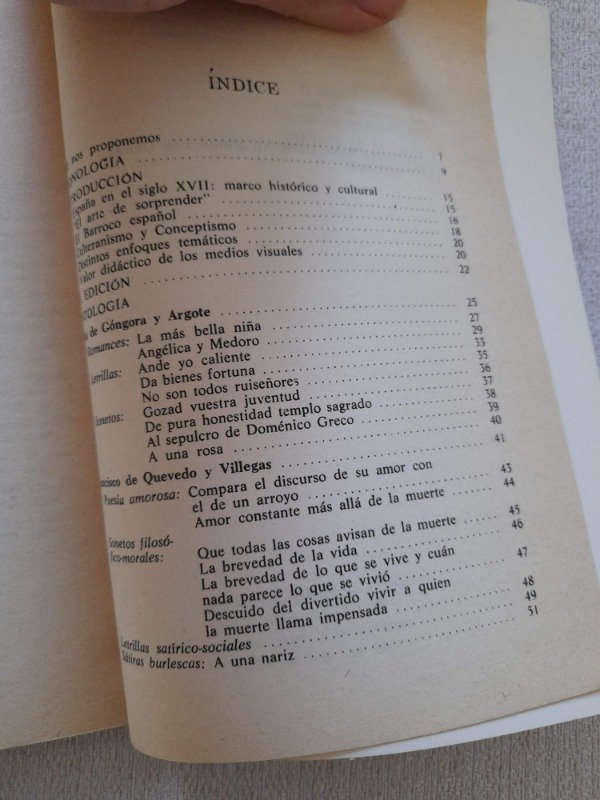 ÍNDICE
nos proponemos 7
ONOLOGÍA 9
RODUCCIÓN
spaña en el siglo XVII: marco histórico y cultural 15
El arte de sorprender" 15
El Barroco español 16
Culteranismo y Conceptismo 18
Distintos enfoques temáticos 20
Valor didáctico de los medios visuales 20
EDICIÓN 22
TOLOGÍA
s de Góngora y Argote 25
Romances: La más bella niña 27
Angélica y Medoro 29
Letrillas: Ande yo caliente 33
Da bienes fortuna 35
No son todos ruiseñores 36
Sonetos: Gozad vuestra juventud 37
De pura honestidad templo sagrado 38
Al sepulcro de Doménico Greco 39
A una rosa 40
ncisco de Quevedo y Villegas 41
Poesía amorosa: Compara el discurso de su amor con
el de un arroyo 43
Amor constante más allá de la muerte 44
Sonetos filosó-
fico-morales: Que todas las cosas avisan de la muerte 45
La brevedad de la vida 46
La brevedad de lo que se vive y cuán
nada parece lo que se vivió 47
Descuido del divertido vivir a quien
la muerte llama impensada 48
Letrillas satírico-sociales 49
Sátiras burlescas: A una nariz 51